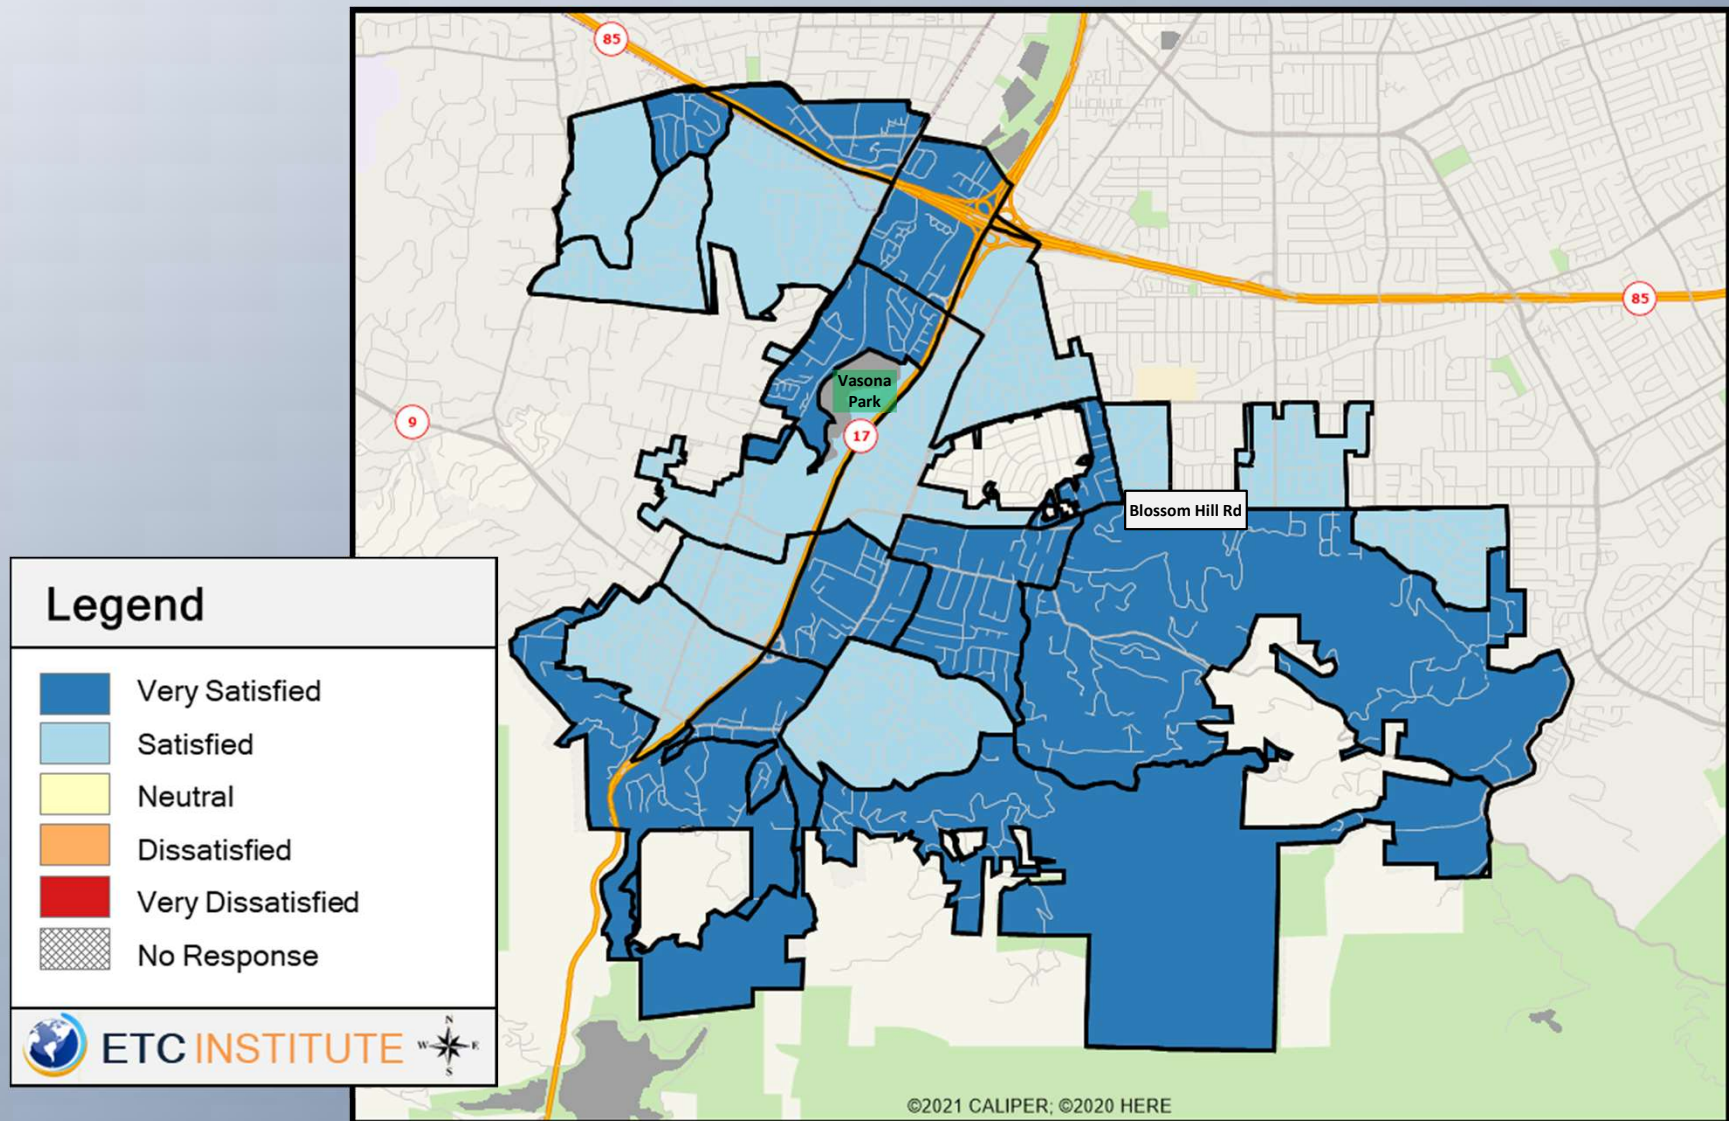 85
85
9
Vasona
Park
17
Blossom Hill Rd
Legend
Very Satisfied
Satisfied
Neutral
Dissatisfied
Very Dissatisfied
No Response
ETC INSTITUTE
N
W
E
S
©2021 CALIPER; ©2020 HERE